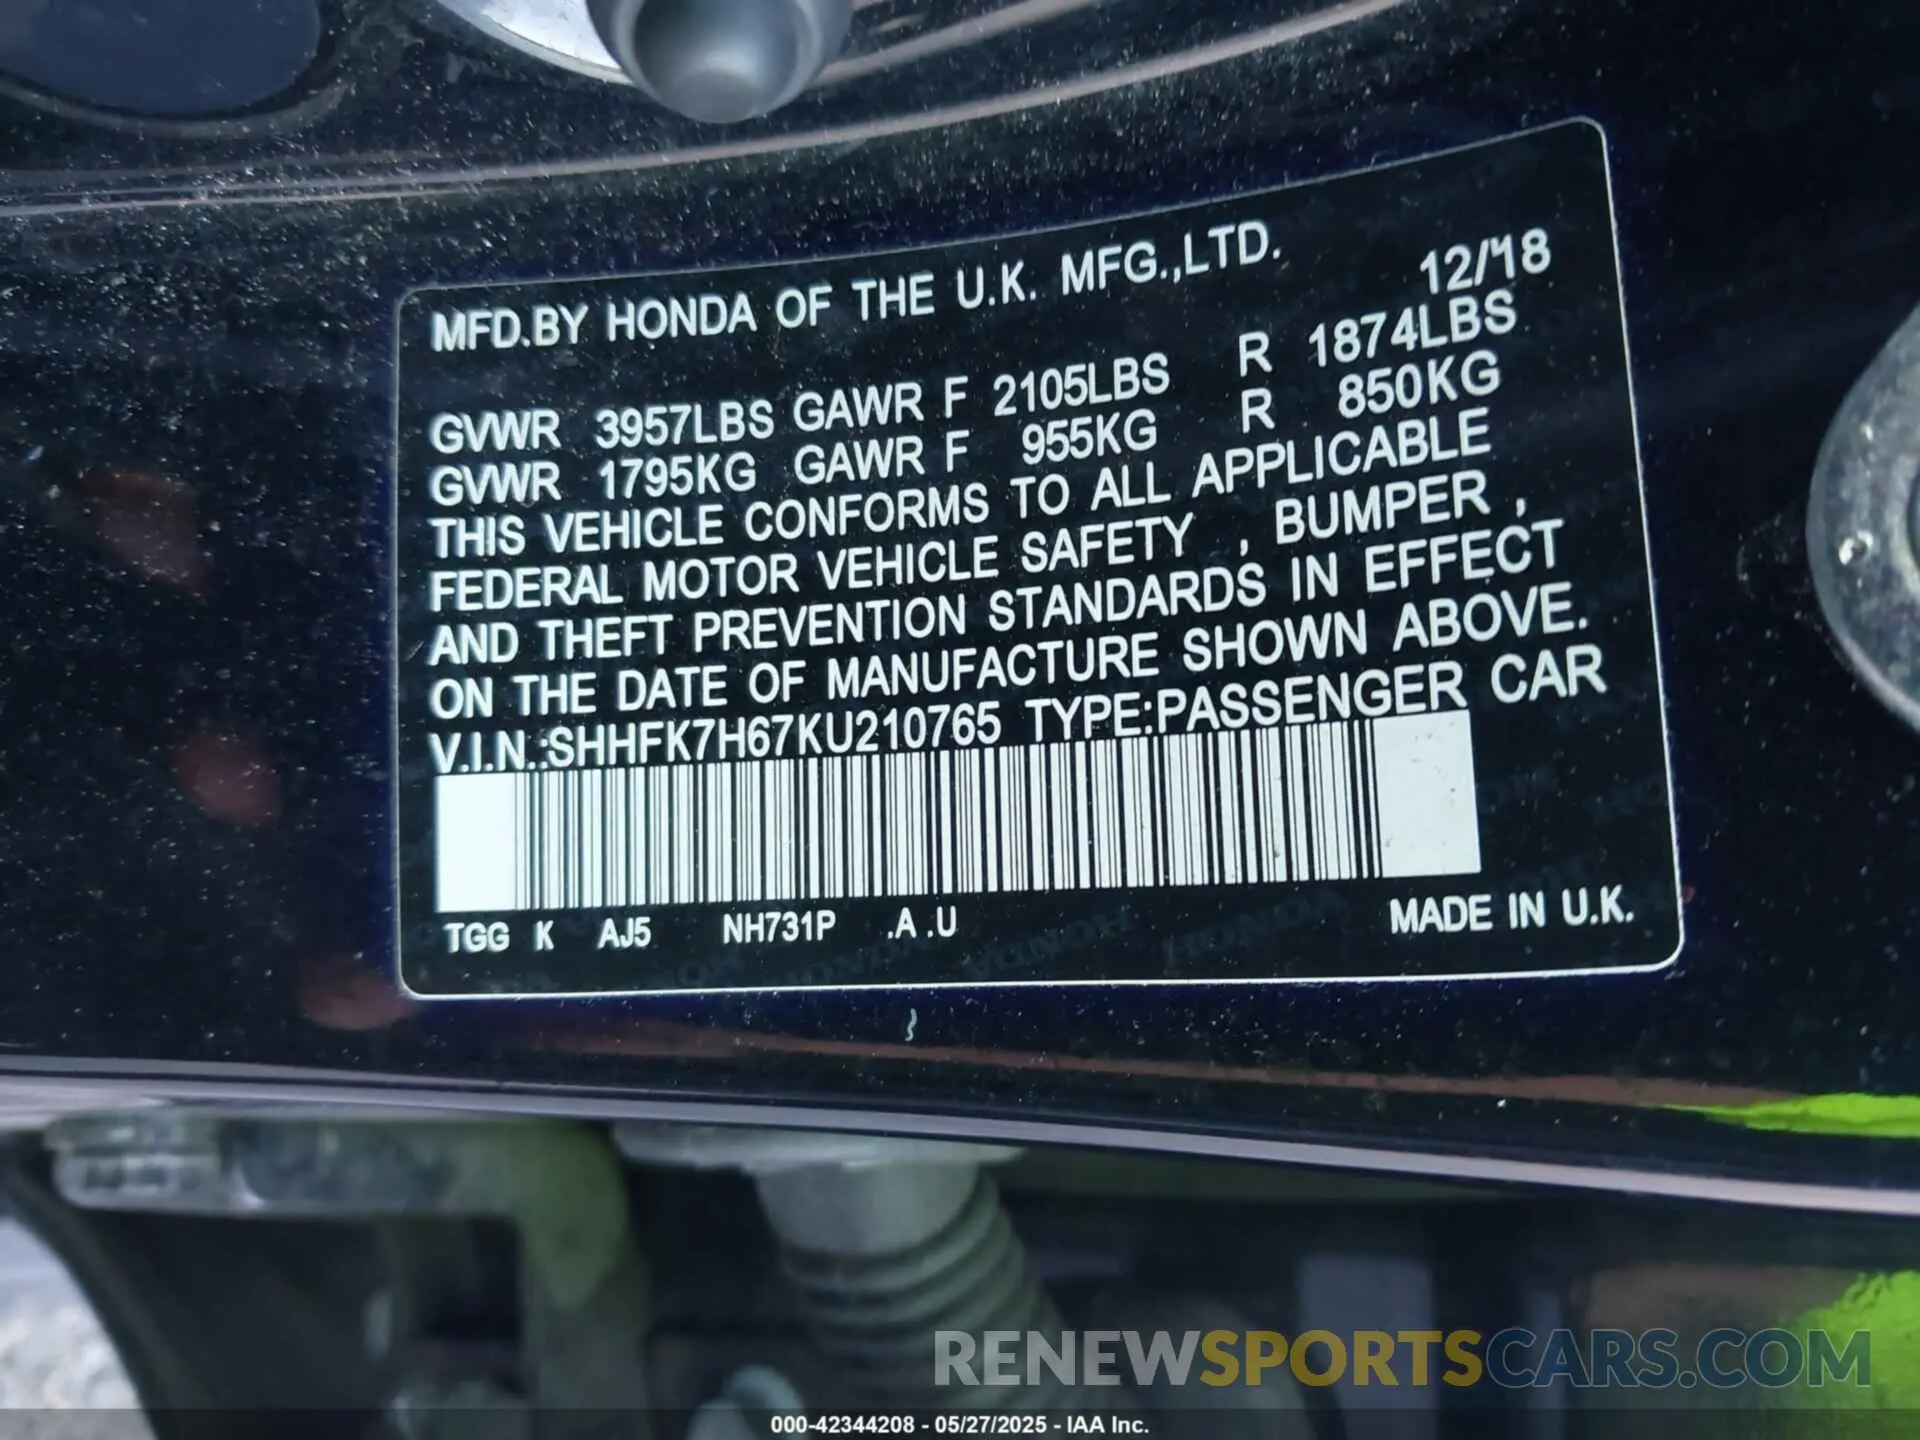 MFD.BY HONDA OF THE U.K. MFG.,LTD. 12/'18
GVWR 3957LBS GAWR F 2105LBS R 1874LBS
GVWR 1795KG GAWR F 955KG R 850KG
THIS VEHICLE CONFORMS TO ALL APPLICABLE
FEDERAL MOTOR VEHICLE SAFETY , BUMPER ,
AND THEFT PREVENTION STANDARDS IN EFFECT
ON THE DATE OF MANUFACTURE SHOWN ABOVE.
V.I.N.:SHHFK7H67KU210765 TYPE:PASSENGER CAR
TGG K AJ5 NH731P .A .U MADE IN U.K.
RENEWSPORTSCARS.COM
000-42344208 - 05/27/2025 - IAA Inc.